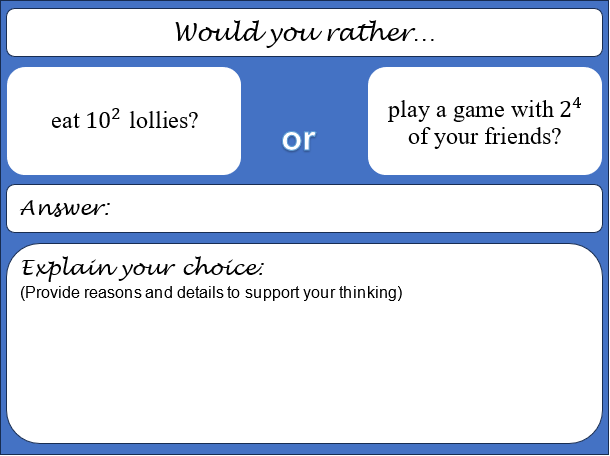 Would you rather...
eat 10² lollies?
or
play a game with 2⁴
of your friends?
Answer:
Explain your choice:
(Provide reasons and details to support your thinking)